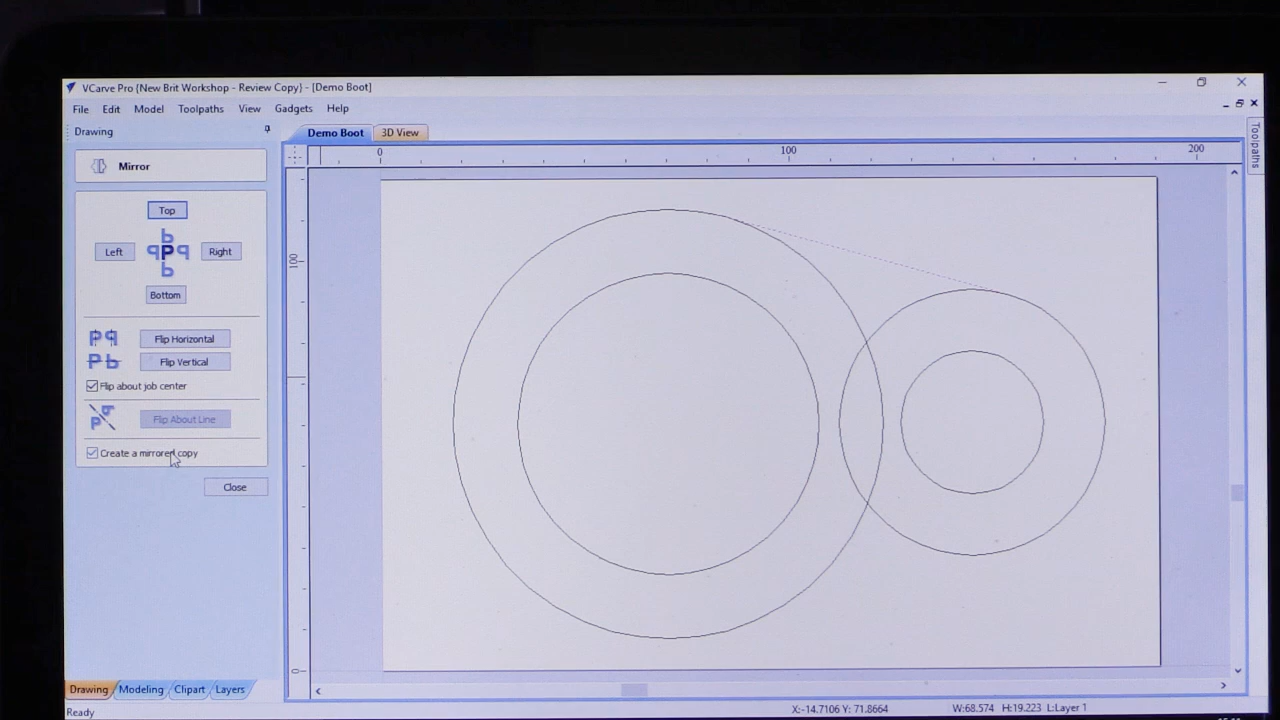 VCarve Pro {New Brit Workshop - Review Copy} - [Demo Boot]
File Edit Model Toolpaths View Gadgets Help
Drawing
Demo Boot 3D View
Toolpaths
Mirror
0 100 200
Top
Left P Right
Bottom
100
Flip Horizontal
Flip Vertical
Flip about job center
Flip About Line
Create a mirrored copy
Close
0
Drawing Modeling Clipart Layers
Ready X:-14.7106 Y: 71.8664 W:68.574 H:19.223 L:Layer 1